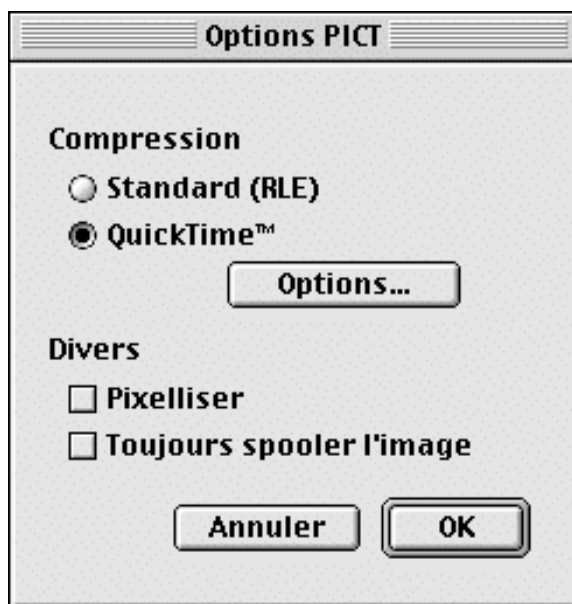 Options PICT
Compression
Standard (RLE)
QuickTime™
Options...
Divers
Pixelliser
Toujours spooler l'image
Annuler OK